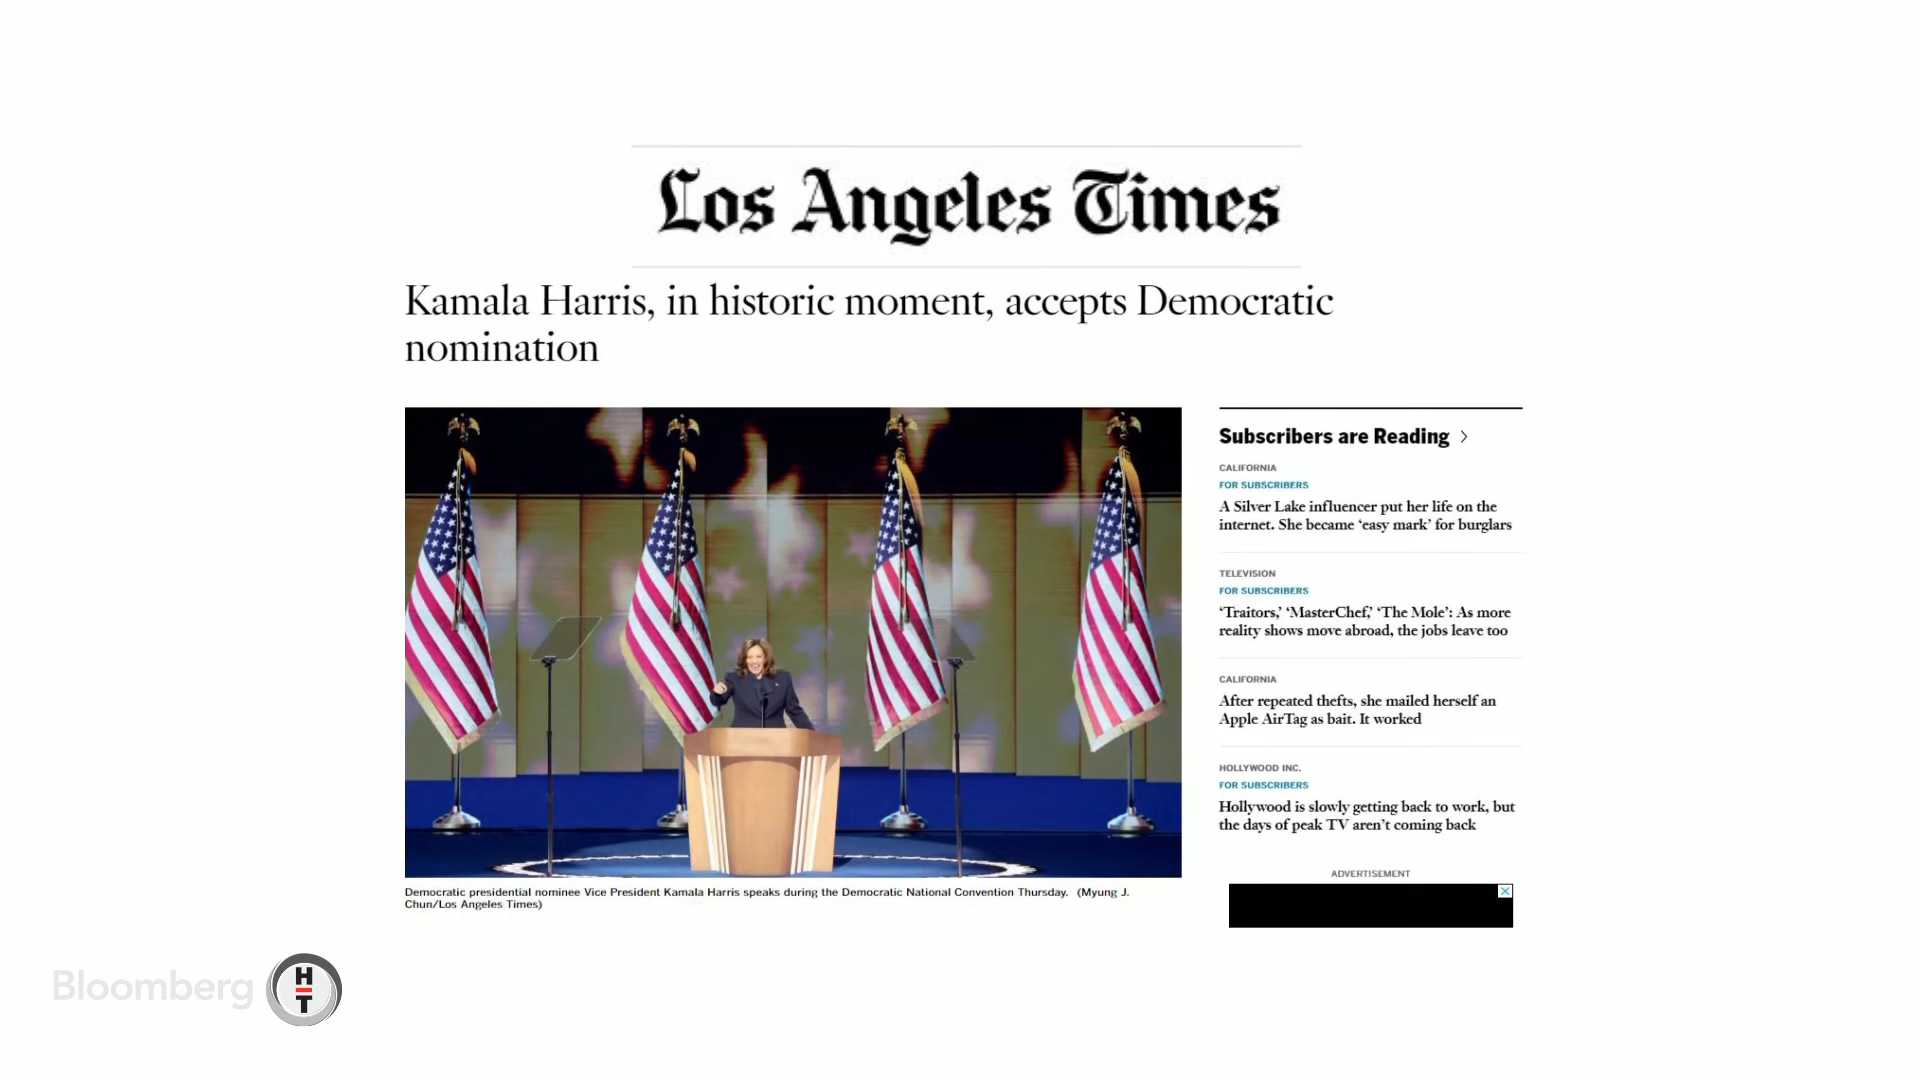 Los Angeles Times
Kamala Harris, in historic moment, accepts Democratic
nomination
Democratic presidential nominee Vice President Kamala Harris speaks during the Democratic National Convention Thursday. (Myung J.
Chun/Los Angeles Times)
Subscribers are Reading
CALIFORNIA
FOR SUBSCRIBERS
A Silver Lake influencer put her life on the
internet. She became ‘easy mark’ for burglars
TELEVISION
FOR SUBSCRIBERS
‘Traitors,’ ‘MasterChef,’ ‘The Mole’: As more
reality shows move abroad, the jobs leave too
CALIFORNIA
After repeated thefts, she mailed herself an
Apple AirTag as bait. It worked
HOLLYWOOD INC.
FOR SUBSCRIBERS
Hollywood is slowly getting back to work, but
the days of peak TV aren’t coming back
ADVERTISEMENT
Bloomberg
H
T